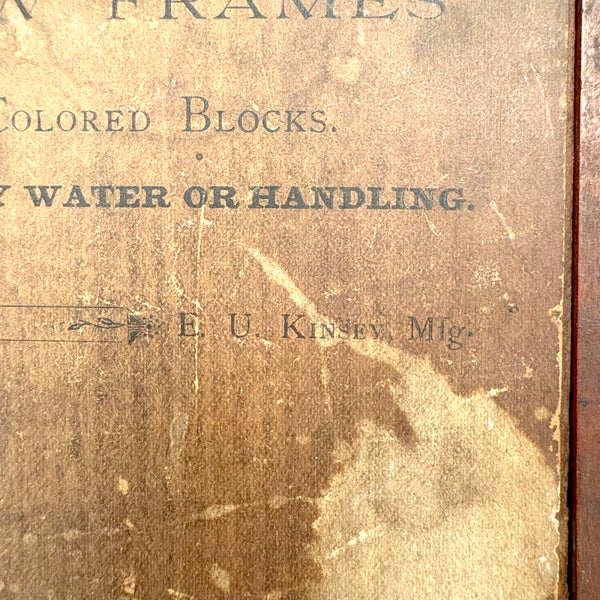 FRAMES
COLORED BLOCKS.
Y WATER OR HANDLING.
E. U. KINSEY, Mfg.